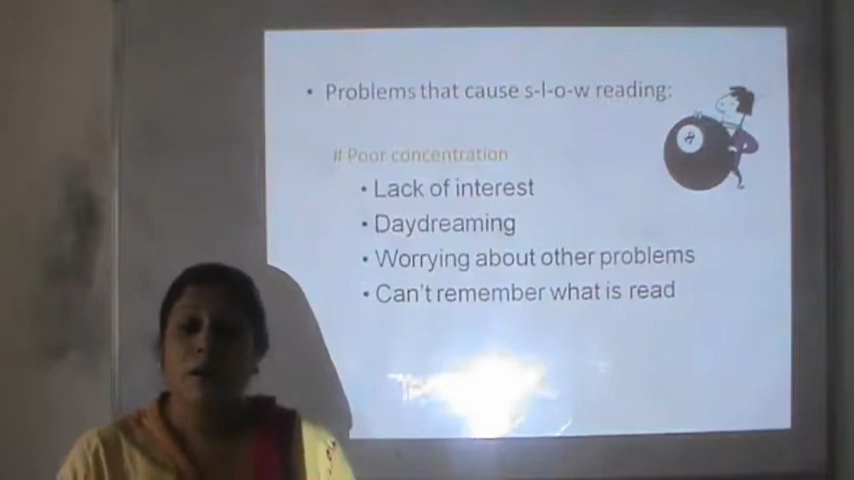 • Problems that cause s-l-o-w reading:
# Poor concentration
• Lack of interest
• Daydreaming
• Worrying about other problems
• Can't remember what is read
8